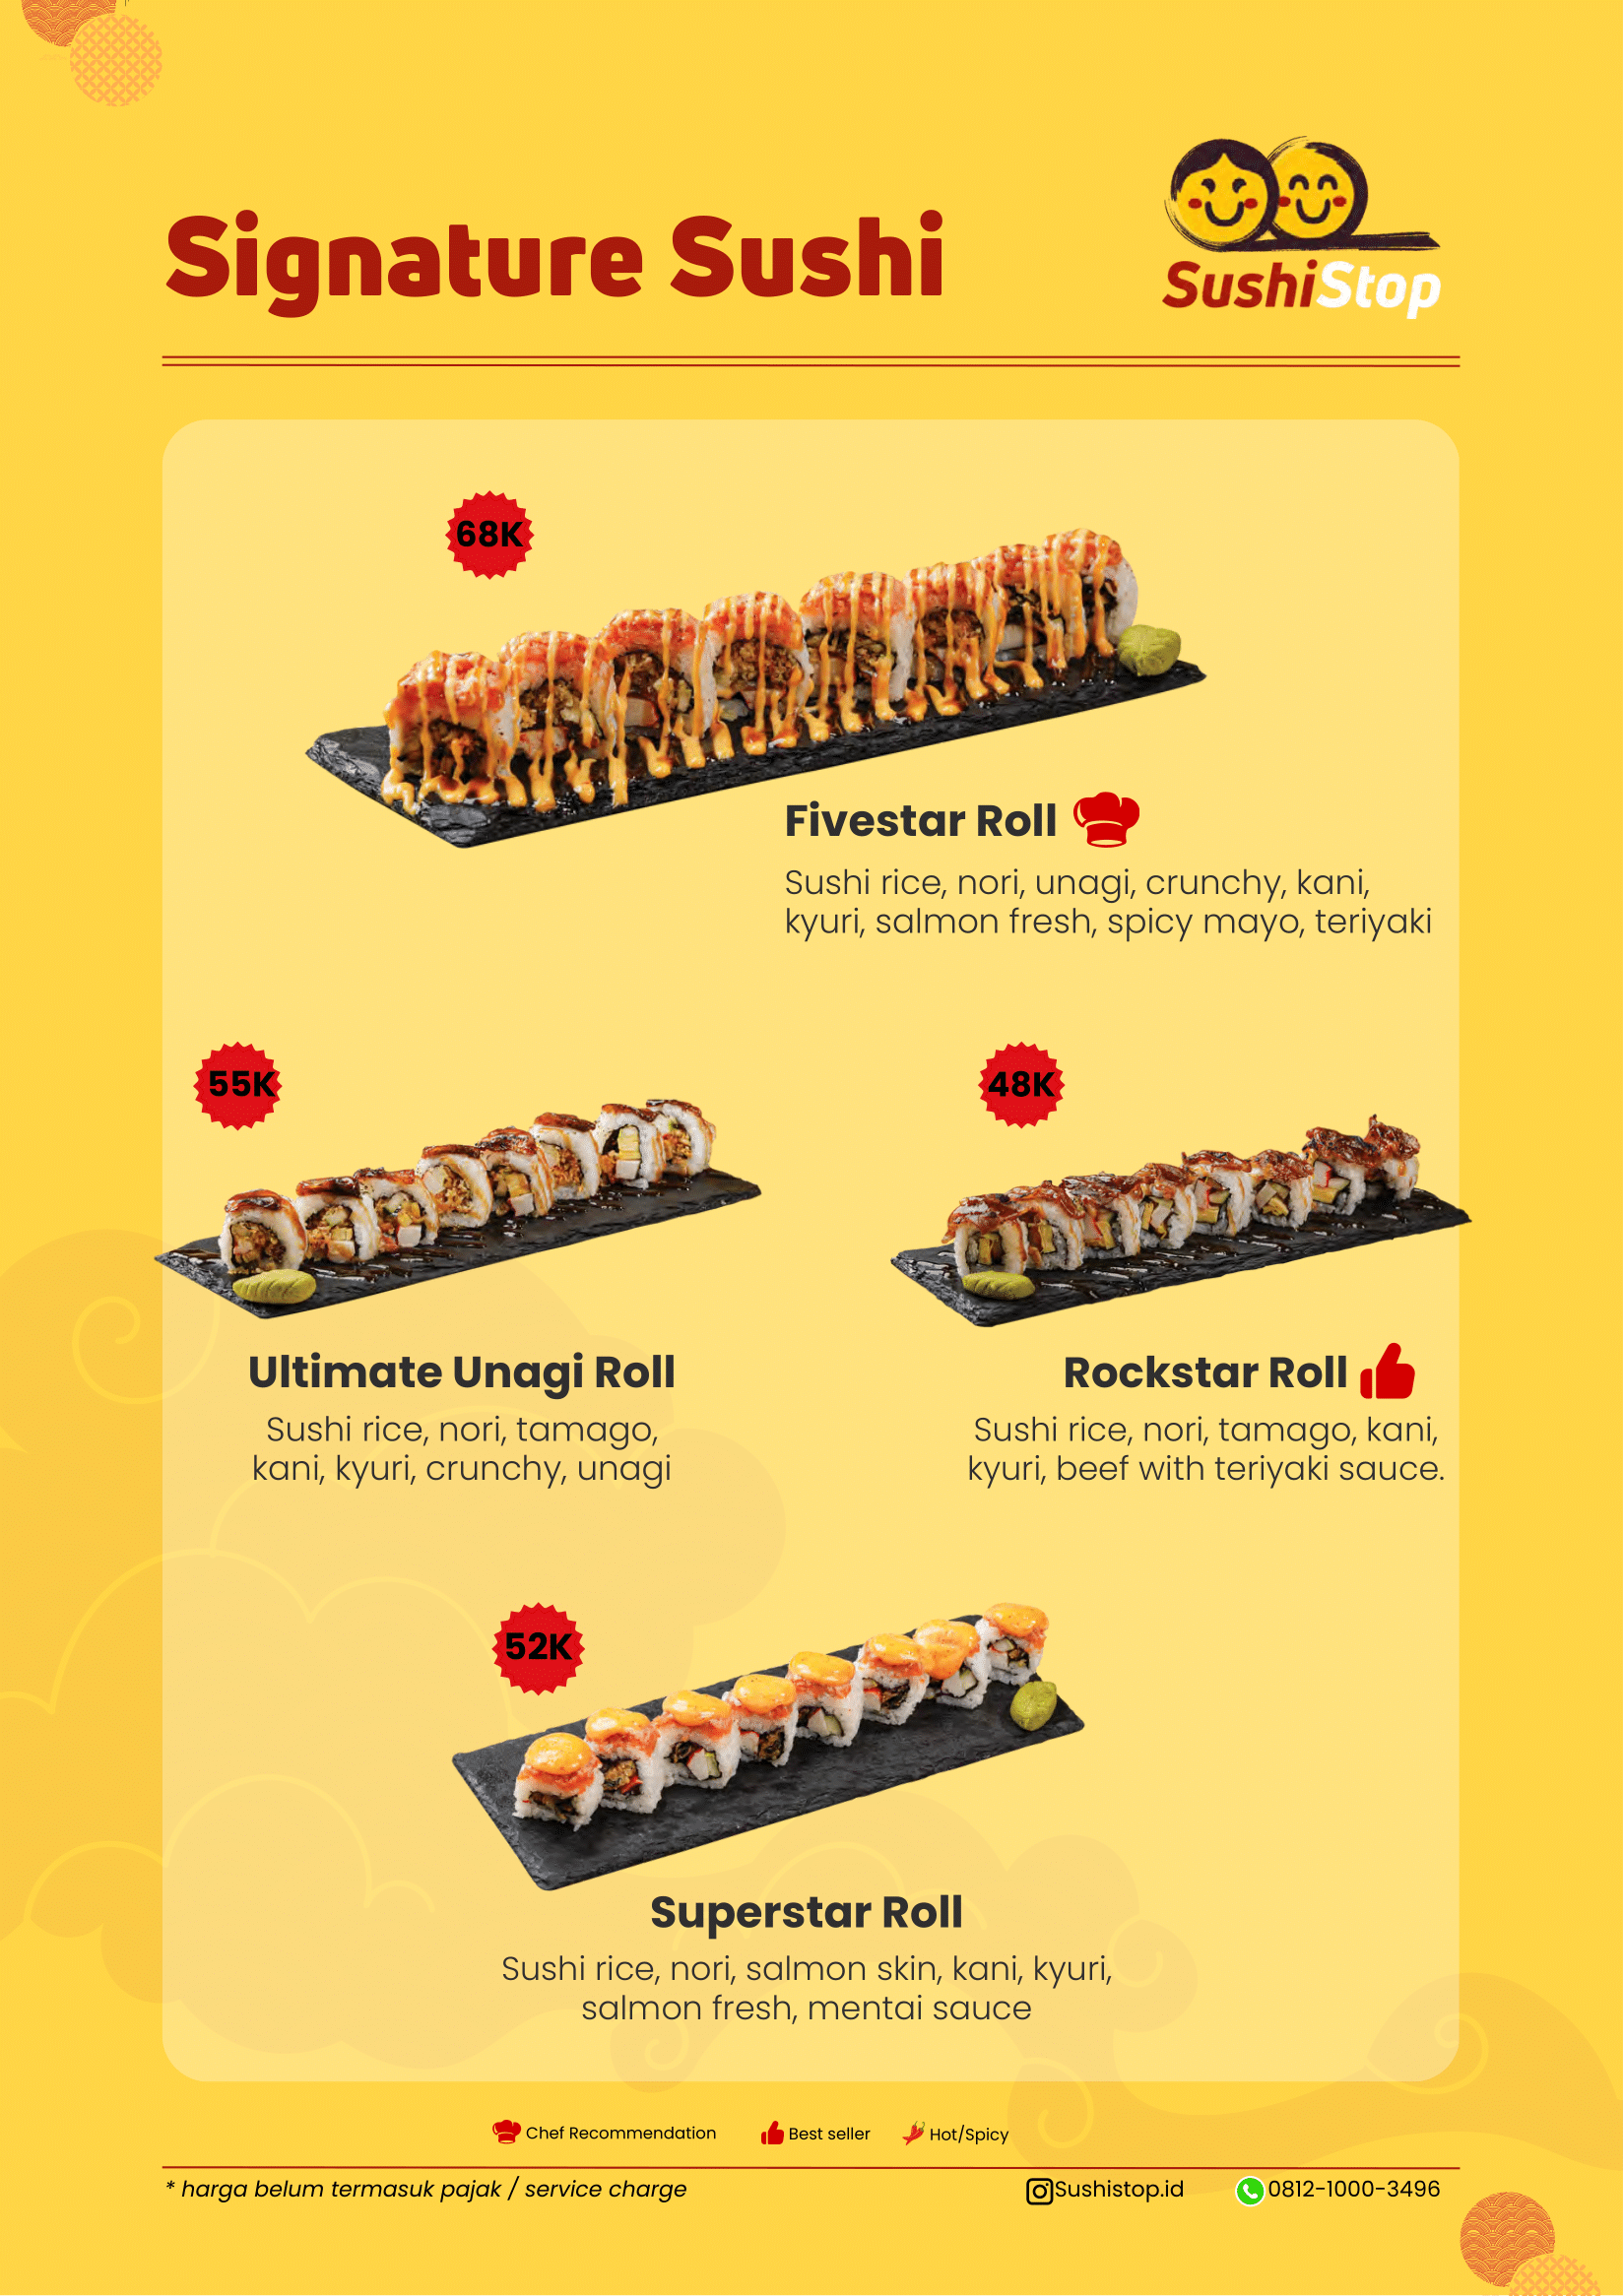 Signature Sushi
SushiStop
68K
Fivestar Roll
Sushi rice, nori, unagi, crunchy, kani,
kyuri, salmon fresh, spicy mayo, teriyaki
55K
48K
Ultimate Unagi Roll
Sushi rice, nori, tamago,
kani, kyuri, crunchy, unagi
Rockstar Roll
Sushi rice, nori, tamago, kani,
kyuri, beef with teriyaki sauce.
52K
Superstar Roll
Sushi rice, nori, salmon skin, kani, kyuri,
salmon fresh, mentai sauce
Chef Recommendation
Best seller
Hot/Spicy
* harga belum termasuk pajak / service charge
Sushistop.id
0812-1000-3496